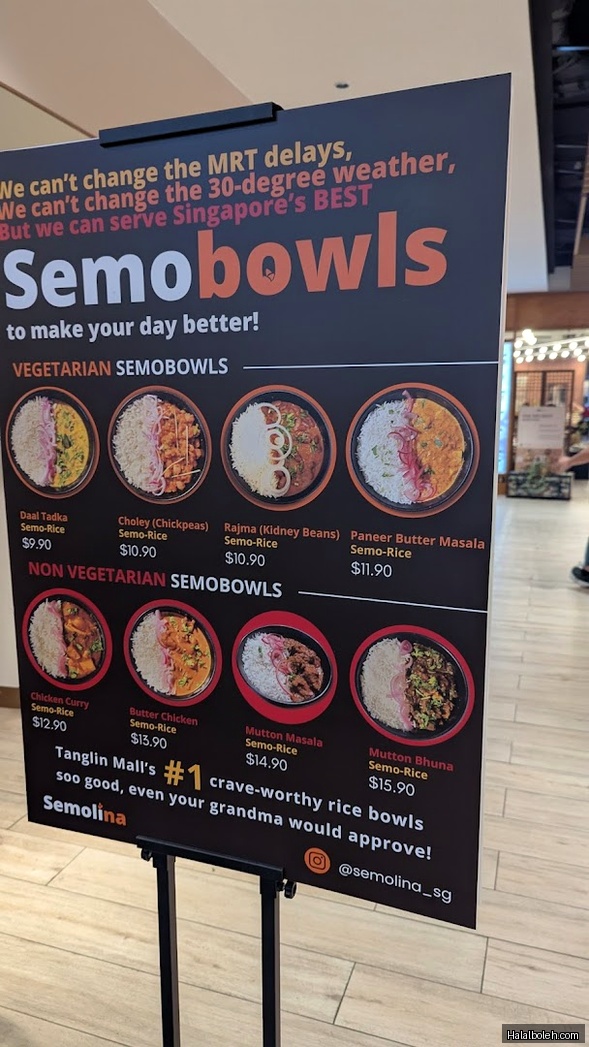 We can't change the MRT delays,
We can't change the 30-degree weather,
But we can serve Singapore's BEST
Semobowls
to make your day better!
VEGETARIAN SEMOBOWLS
Daal Tadka
Semo-Rice
$9.90
Choley (Chickpeas)
Semo-Rice
$10.90
Rajma (Kidney Beans)
Semo-Rice
$10.90
Paneer Butter Masala
Semo-Rice
$11.90
NON VEGETARIAN SEMOBOWLS
Chicken Curry
Semo-Rice
$12.90
Butter Chicken
Semo-Rice
$13.90
Mutton Masala
Semo-Rice
$14.90
Mutton Bhuna
Semo-Rice
$15.90
Tanglin Mall's #1 crave-worthy rice bowls
soo good, even your grandma would approve!
Semolina
@semolina_sg
Halalboleh.com